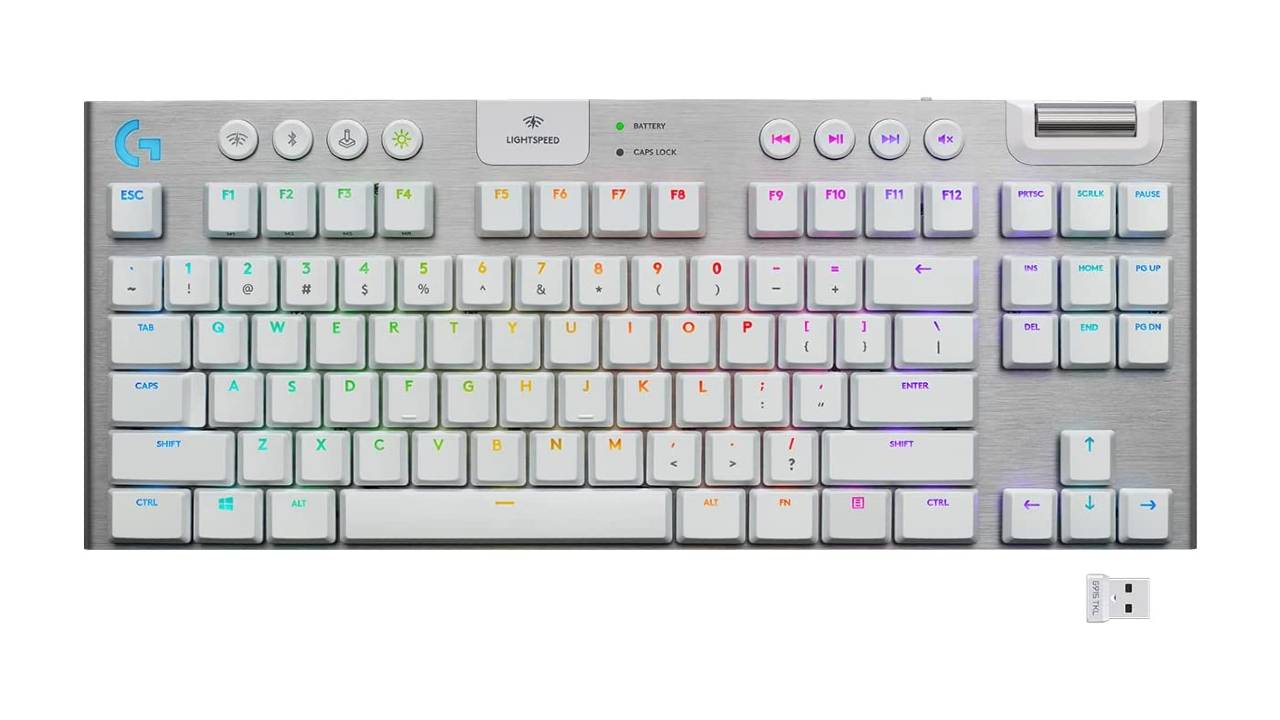 LIGHTSPEED
BATTERY
CAPS LOCK
ESC F1 F2 F3 F4 F5 F6 F7 F8 F9 F10 F11 F12 PRTSC SCRLK PAUSE
` 1 2 3 4 5 6 7 8 9 0 - = ← INS HOME PG UP
~ ! @ # $ % ^ & * ( ) _ +
TAB Q W E R T Y U I O P [ ] \ DEL END PG DN
{ } |
CAPS A S D F G H J K L ; ' ENTER
: "
SHIFT Z X C V B N M , . / SHIFT ↑
< > ?
CTRL ALT ALT FN CTRL ← ↓ →
G915 TKL